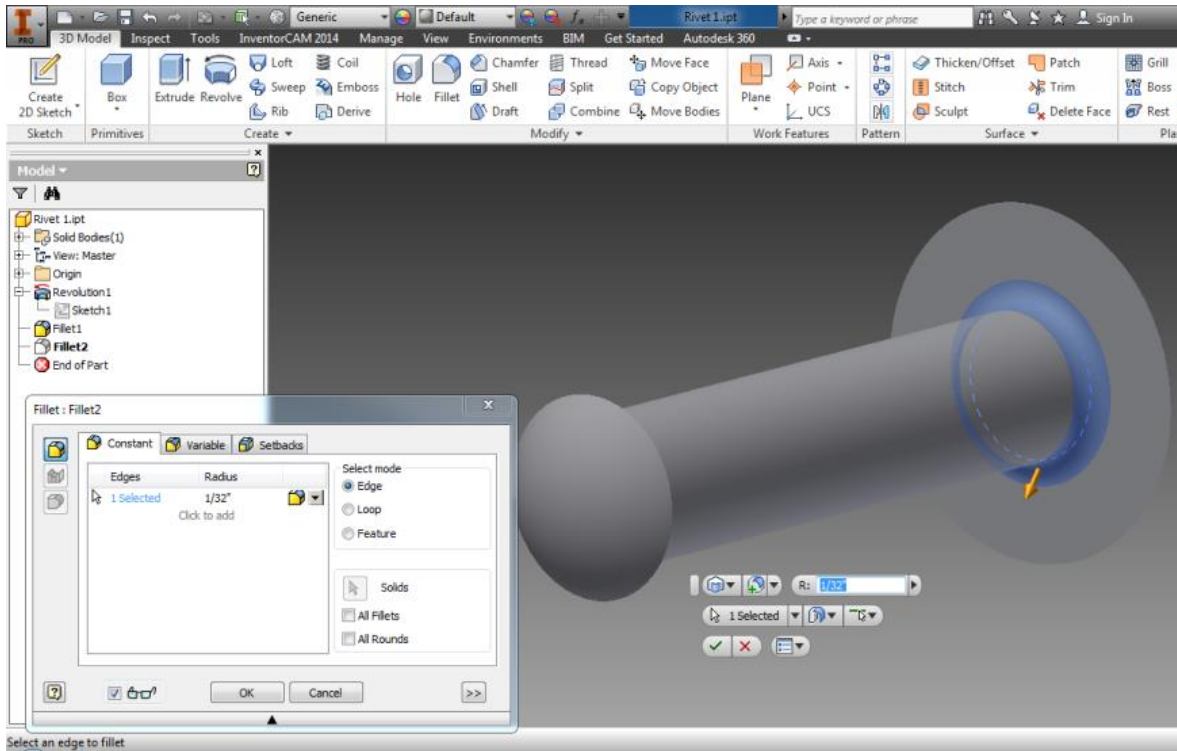 Generic Default Rivet 1.ipt Type a keyword or phrase Sign In
PRO 3D Model Inspect Tools InventorCAM 2014 Manage View Environments BIM Get Started Autodesk 360
Loft Coil Chamfer Thread Move Face Axis Thicken/Offset Patch Grill
Create 2D Sketch Box Extrude Revolve Sweep Emboss Hole Fillet Shell Split Copy Object Plane Point Stitch Trim Boss
Rib Derive Draft Combine Move Bodies UCS Sculpt Delete Face Rest
Sketch Primitives Create Modify Work Features Pattern Surface Pla
Model
Rivet 1.ipt
Solid Bodies(1)
View: Master
Origin
Revolution1
Sketch1
Fillet1
Fillet2
End of Part
Fillet : Fillet2
Constant Variable Setbacks
Edges Radius
1 Selected 1/32"
Click to add
Select mode
Edge
Loop
Feature
Solids
All Fillets
All Rounds
OK Cancel >>
R: 1/32"
1 Selected
Select an edge to fillet